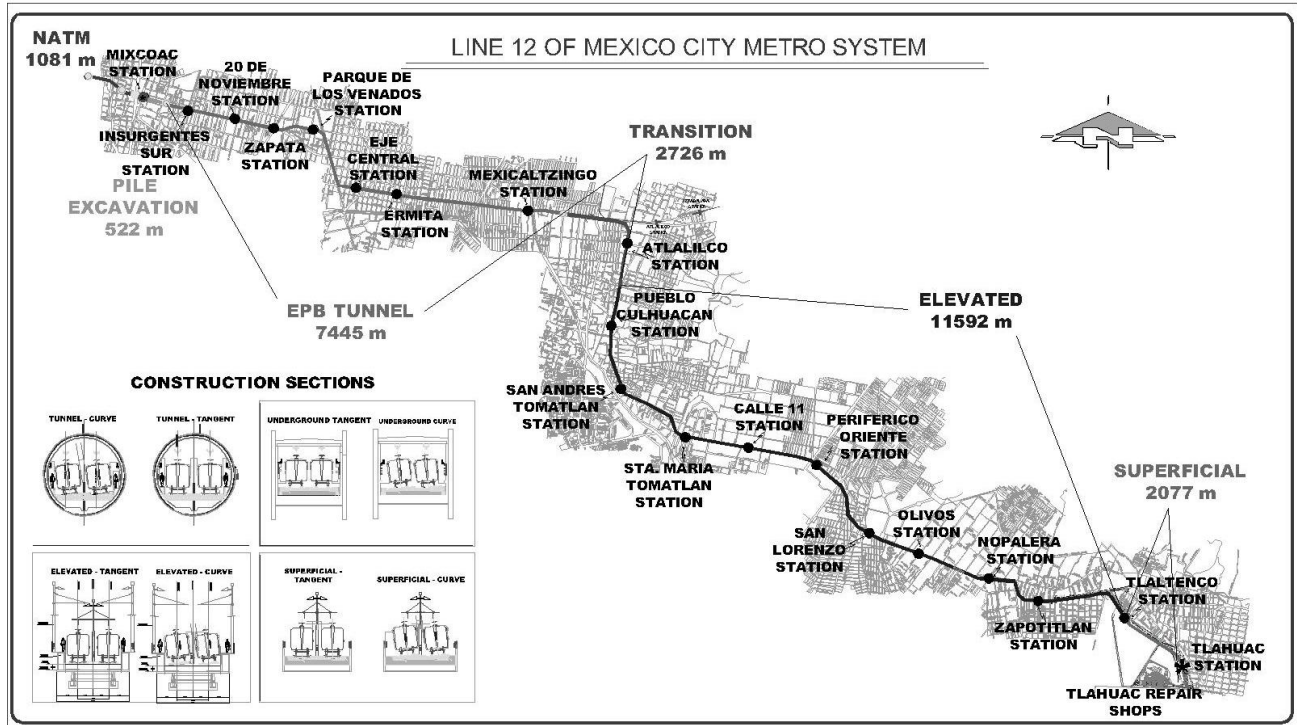 LINE 12 OF MEXICO CITY METRO SYSTEM
NATM
1081 m
MIXCOAC
STATION
20 DE
NOVIEMBRE
STATION
PARQUE DE
LOS VENADOS
STATION
INSURGENTES
SUR
STATION
ZAPATA
STATION
PILE
EXCAVATION
522 m
EJE
CENTRAL
STATION
ERMITA
STATION
MEXICALTZINGO
STATION
TRANSITION
2726 m
ATLALILCO
STATION
EPB TUNNEL
7445 m
PUEBLO
CULHUACAN
STATION
ELEVATED
11592 m
SAN ANDRES
TOMATLAN
STATION
STA. MARIA
TOMATLAN
STATION
CALLE 11
STATION
PERIFERICO
ORIENTE
STATION
SAN
LORENZO
STATION
OLIVOS
STATION
NOPALERA
STATION
ZAPOTITLAN
STATION
SUPERFICIAL
2077 m
TLALTENCO
STATION
TLAHUAC
STATION
TLAHUAC REPAIR
SHOPS
CONSTRUCTION SECTIONS
TUNNEL - CURVE
TUNNEL - TANGENT
UNDERGROUND TANGENT
UNDERGROUND CURVE
ELEVATED - TANGENT
ELEVATED - CURVE
SUPERFICIAL -
TANGENT
SUPERFICIAL - CURVE